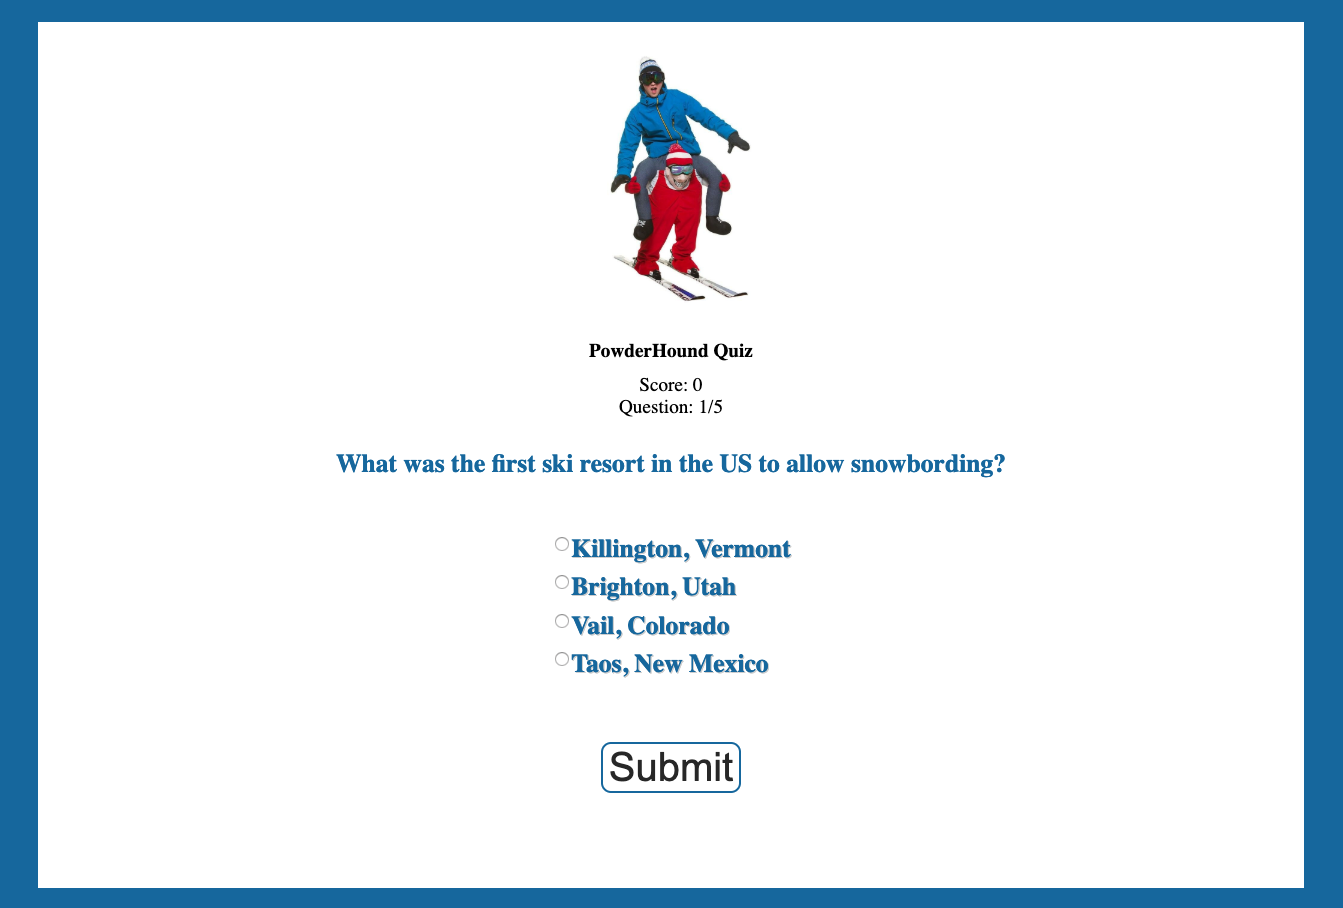 PowderHound Quiz
Score: 0
Question: 1/5
What was the first ski resort in the US to allow snowbording?
Killington, Vermont
Brighton, Utah
Vail, Colorado
Taos, New Mexico
Submit